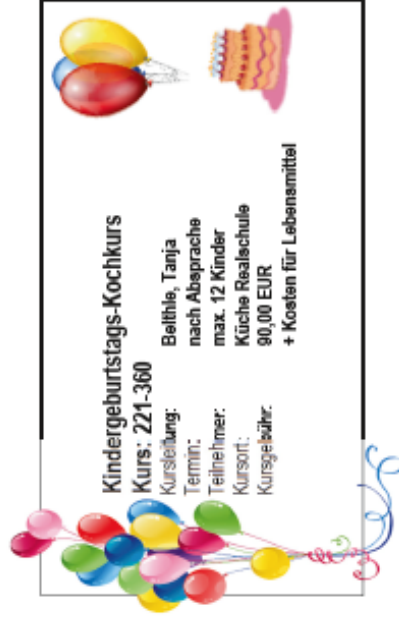 Kindergeburtstags-Kochkurs
Kurs: 221-360
Kursleitung: Beithle, Tanja
Termin: nach Absprache
Teilnehmer: max. 12 Kinder
Kursort: Küche Realschule
Kursgebühr: 90,00 EUR
+ Kosten für Lebensmittel